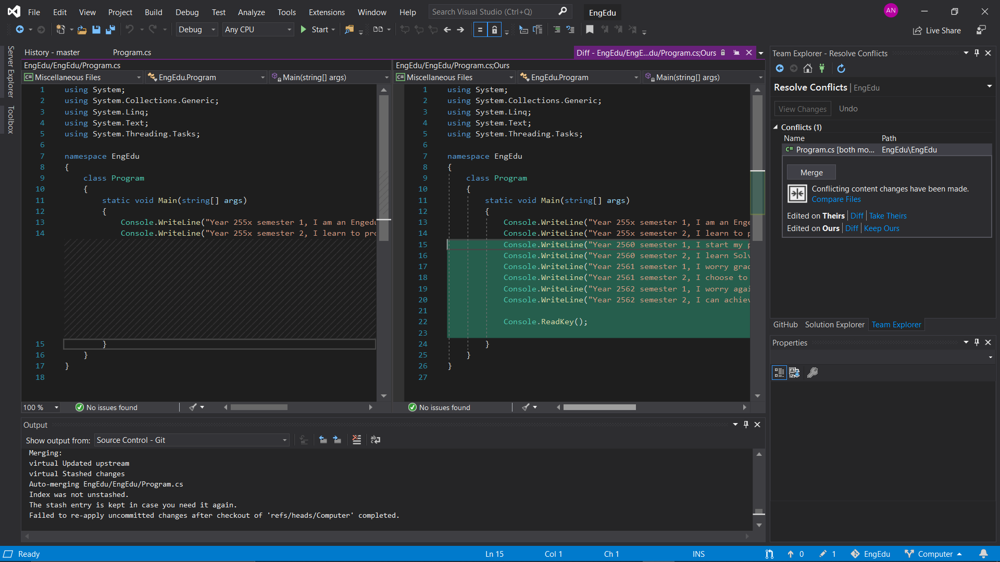 File Edit View Project Build Debug Test Analyze Tools Extensions Window Help Search Visual Studio (Ctrl+Q) EngEdu AN
Debug Any CPU Start Live Share
Server Explorer
Toolbox
History - master Program.cs Diff - EngEdu/EngE...du/Program.cs;Ours
EngEdu/EngEdu/Program.cs
Miscellaneous Files EngEdu.Program Main(string[] args)
1 using System;
2 using System.Collections.Generic;
3 using System.Linq;
4 using System.Text;
5 using System.Threading.Tasks;
6
7 namespace EngEdu
8 {
9 class Program
10 {
11 static void Main(string[] args)
12 {
13 Console.WriteLine("Year 255x semester 1, I am an Engedu
14 Console.WriteLine("Year 255x semester 2, I learn to pro
15 }
16 }
17 }
18
100 % No issues found
EngEdu/EngEdu/Program.cs;Ours
Miscellaneous Files EngEdu.Program Main(string[] args)
1 using System;
2 using System.Collections.Generic;
3 using System.Linq;
4 using System.Text;
5 using System.Threading.Tasks;
6
7 namespace EngEdu
8 {
9 class Program
10 {
11 static void Main(string[] args)
12 {
13 Console.WriteLine("Year 255x semester 1, I am an Enge
14 Console.WriteLine("Year 255x semester 2, I learn to p
15 Console.WriteLine("Year 2560 semester 1, I start my p
16 Console.WriteLine("Year 2560 semester 2, I learn Solv
17 Console.WriteLine("Year 2561 semester 1, I worry grad
18 Console.WriteLine("Year 2561 semester 2, I choose to
19 Console.WriteLine("Year 2562 semester 1, I worry agai
20 Console.WriteLine("Year 2562 semester 2, I can achiev
21
22 Console.ReadKey();
23
24 }
25 }
26 }
27
No issues found
Output
Show output from: Source Control - Git
Merging:
virtual Updated upstream
virtual Stashed changes
Auto-merging EngEdu/EngEdu/Program.cs
Index was not unstashed.
The stash entry is kept in case you need it again.
Failed to re-apply uncommitted changes after checkout of 'refs/heads/Computer' completed.
Team Explorer - Resolve Conflicts
Resolve Conflicts | EngEdu
View Changes Undo
Conflicts (1)
Name Path
C# Program.cs [both mo... EngEdu\EngEdu
Merge
Conflicting content changes have been made.
Compare Files
Edited on Theirs | Diff | Take Theirs
Edited on Ours | Diff | Keep Ours
GitHub Solution Explorer Team Explorer
Properties
Ready Ln 15 Col 1 Ch 1 INS 0 1 EngEdu Computer